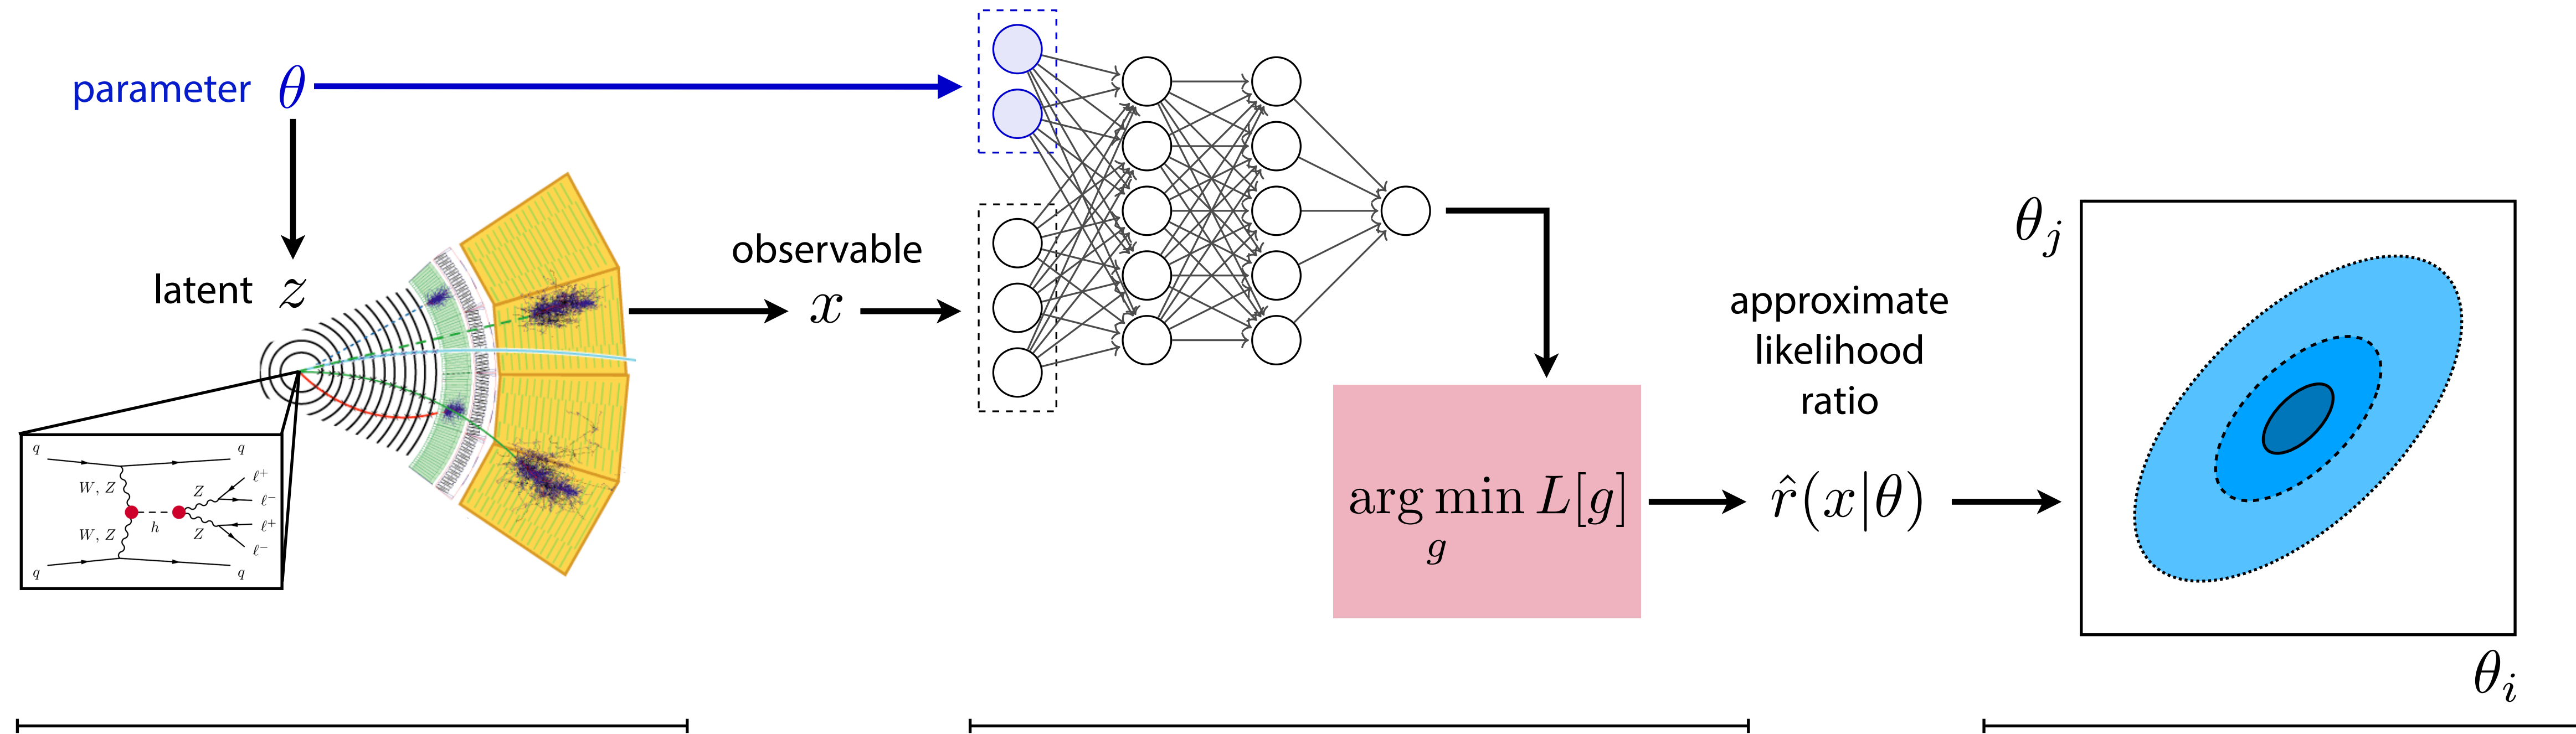 parameter θ
latent z
observable
x
q
q
W, Z
Z
ℓ⁺
ℓ⁻
h
W, Z
Z
ℓ⁺
ℓ⁻
q
q
arg min L[g]
g
approximate
likelihood
ratio
r̂(x|θ)
θⱼ
θᵢ